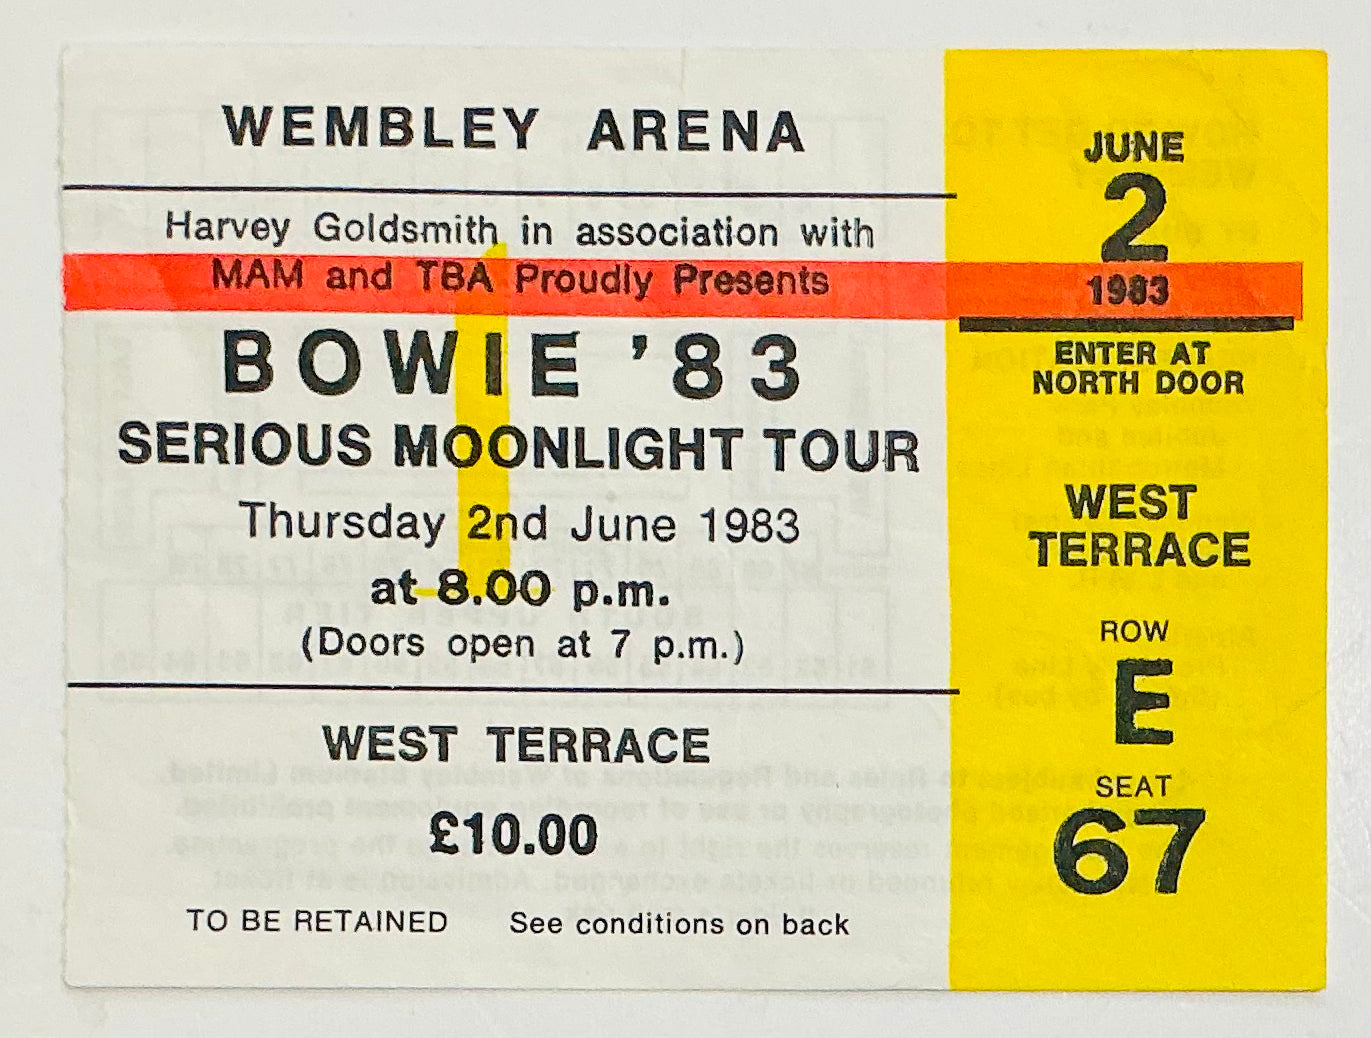 WEMBLEY ARENA
Harvey Goldsmith in association with
MAM and TBA Proudly Presents
BOWIE '83
SERIOUS MOONLIGHT TOUR
Thursday 2nd June 1983
at 8.00 p.m.
(Doors open at 7 p.m.)
WEST TERRACE
£10.00
TO BE RETAINED See conditions on back
JUNE
2
1983
ENTER AT
NORTH DOOR
WEST
TERRACE
ROW
E
SEAT
67